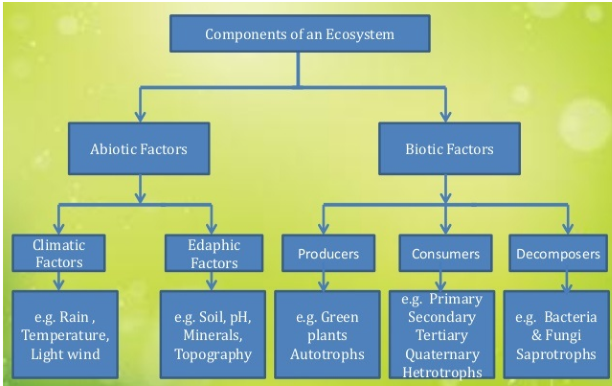 Components of an Ecosystem
Abiotic Factors
Biotic Factors
Climatic
Factors
Edaphic
Factors
Producers
Consumers
Decomposers
e.g. Rain ,
Temperature,
Light wind
e.g. Soil, pH,
Minerals,
Topography
e.g. Green
plants
Autotrophs
e.g.  Primary
Secondary
Tertiary
Quaternary
Hetrotrophs
e.g.  Bacteria
& Fungi
Saprotrophs